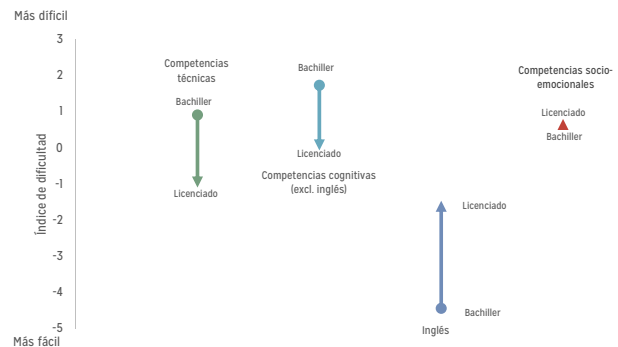 Más difícil
3
2
1
0
-1
-2
-3
-4
-5
Más fácil
Índice de dificultad
Competencias
técnicas
Bachiller
Licenciado
Bachiller
Licenciado
Competencias cognitivas
(excl. inglés)
Licenciado
Bachiller
Inglés
Competencias socio-
emocionales
Licenciado
Bachiller